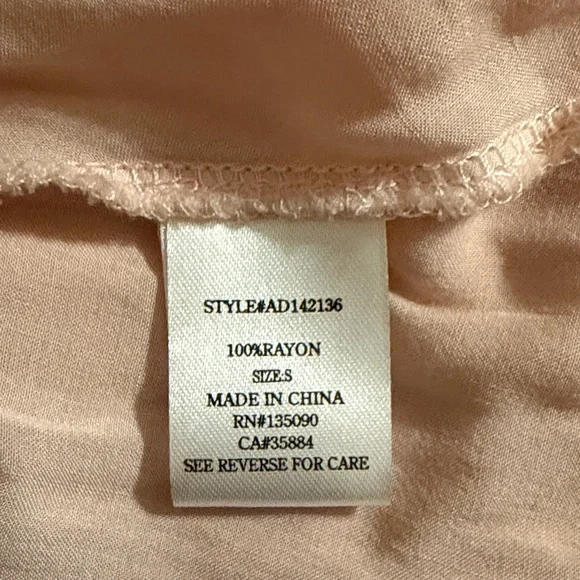 STYLE#AD142136
100%RAYON
SIZE:S
MADE IN CHINA
RN#135090
CA#35884
SEE REVERSE FOR CARE